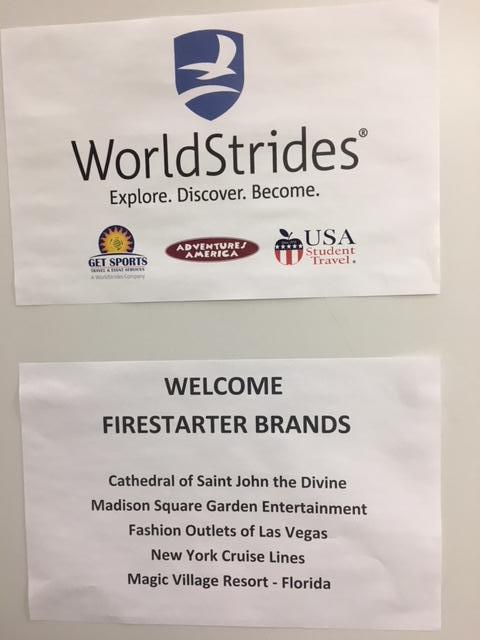 WorldStrides®
Explore. Discover. Become.
GET SPORTS
TRAVEL & EVENT SERVICES
A WorldStrides Company
ADVENTURES
AMERICA
USA
Student
Travel
WELCOME
FIRESTARTER BRANDS
Cathedral of Saint John the Divine
Madison Square Garden Entertainment
Fashion Outlets of Las Vegas
New York Cruise Lines
Magic Village Resort - Florida